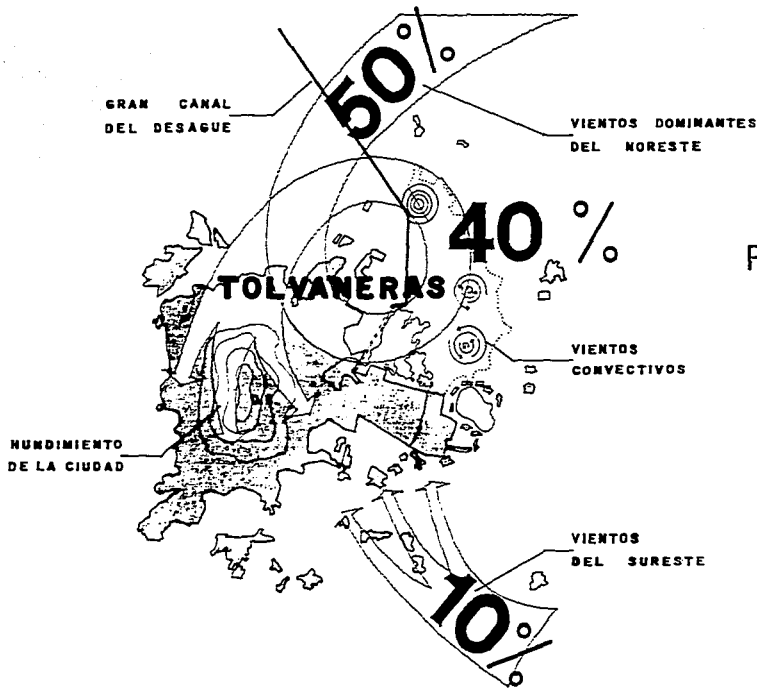 50%
GRAN CANAL
DEL DESAGUE
VIENTOS DOMINANTES
DEL NORESTE
40 %
P
TOLVANERAS
VIENTOS
CONVECTIVOS
HUNDIMIENTO
DE LA CIUDAD
VIENTOS
DEL SURESTE
10%